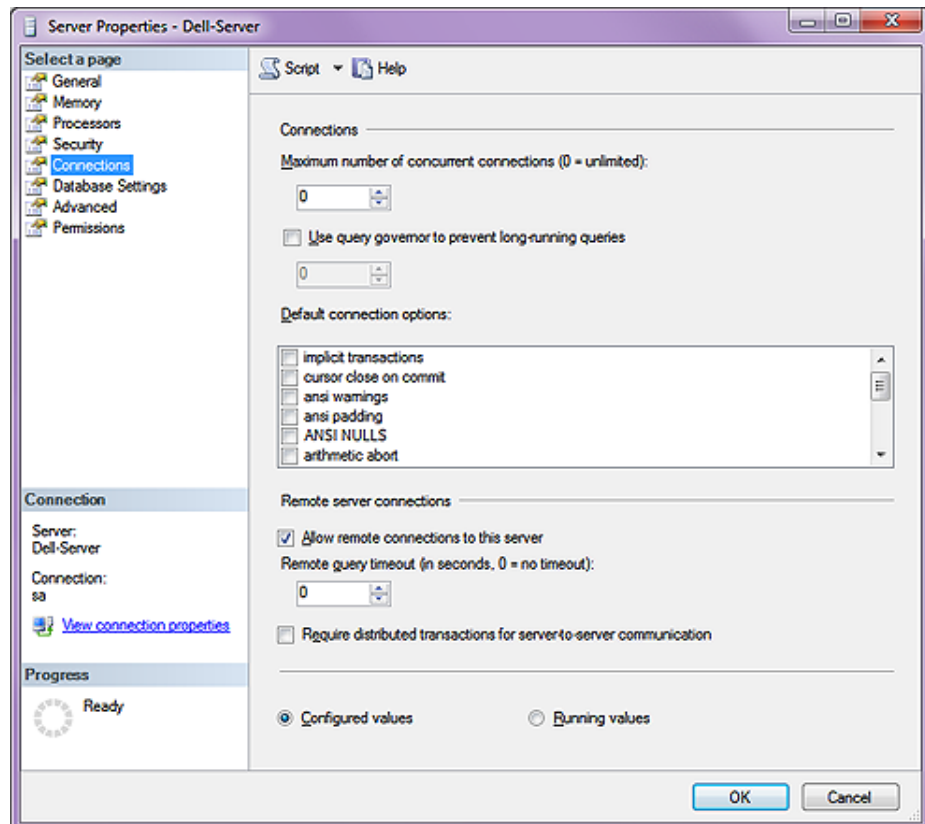 Server Properties - Dell-Server
Select a page
General
Memory
Processors
Security
Connections
Database Settings
Advanced
Permissions
Connection
Server:
Dell-Server
Connection:
sa
View connection properties
Progress
Ready
Script Help
Connections
Maximum number of concurrent connections (0 = unlimited):
0
Use query governor to prevent long-running queries
0
Default connection options:
implicit transactions
cursor close on commit
ansi warnings
ansi padding
ANSI NULLS
arithmetic abort
Remote server connections
Allow remote connections to this server
Remote query timeout (in seconds, 0 = no timeout):
0
Require distributed transactions for server-to-server communication
Configured values Running values
OK Cancel